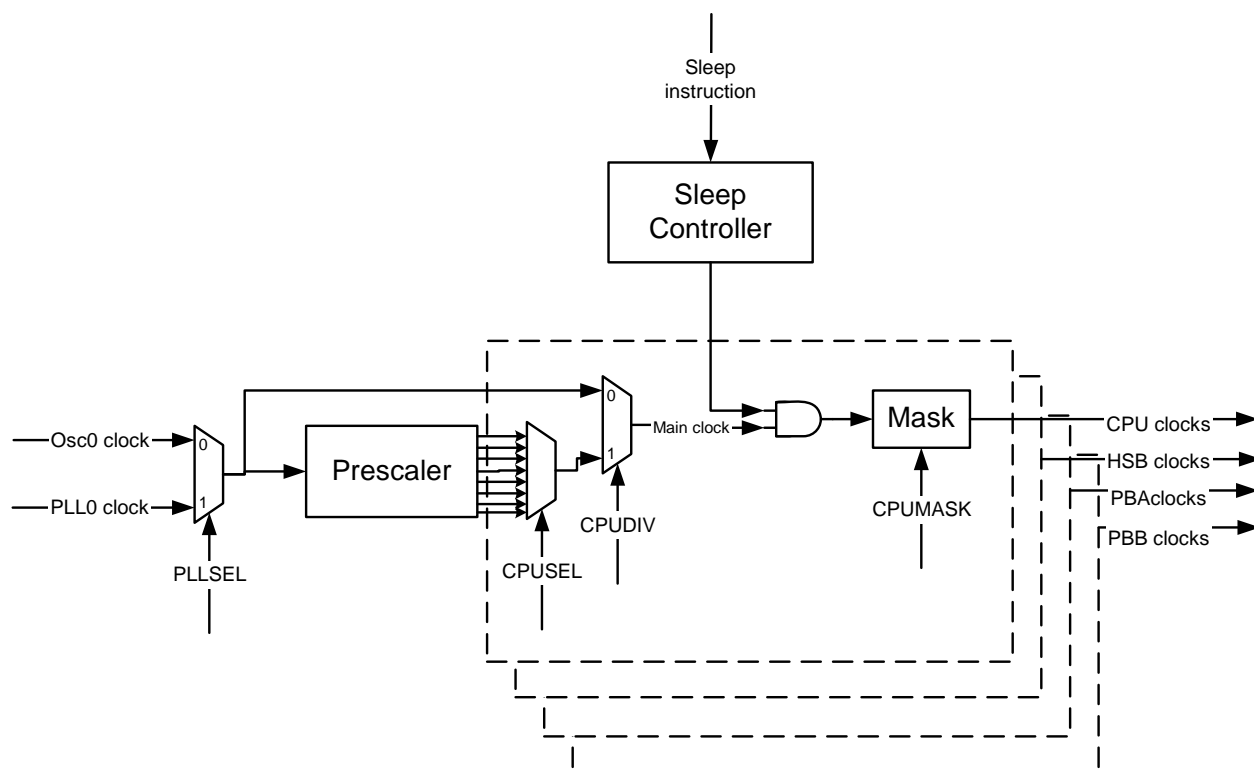 Sleep
instruction
Sleep
Controller
0
Osc0 clock
1
PLL0 clock
PLLSEL
Prescaler
CPUSEL
0
1
CPUDIV
Main clock
Mask
CPUMASK
CPU clocks
HSB clocks
PBAclocks
PBB clocks